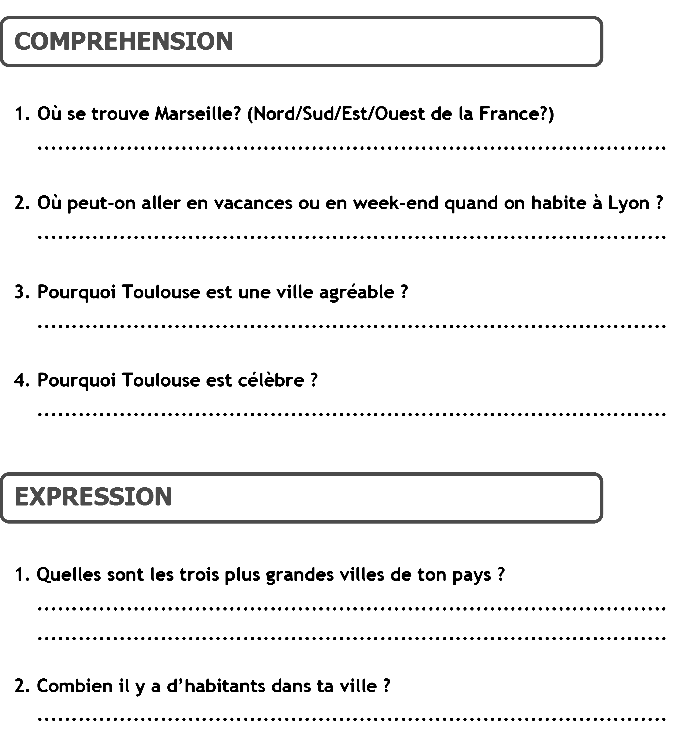 COMPREHENSION
1. Où se trouve Marseille? (Nord/Sud/Est/Ouest de la France?)
2. Où peut-on aller en vacances ou en week-end quand on habite à Lyon ?
3. Pourquoi Toulouse est une ville agréable ?
4. Pourquoi Toulouse est célèbre ?
EXPRESSION
1. Quelles sont les trois plus grandes villes de ton pays ?
2. Combien il y a d'habitants dans ta ville ?